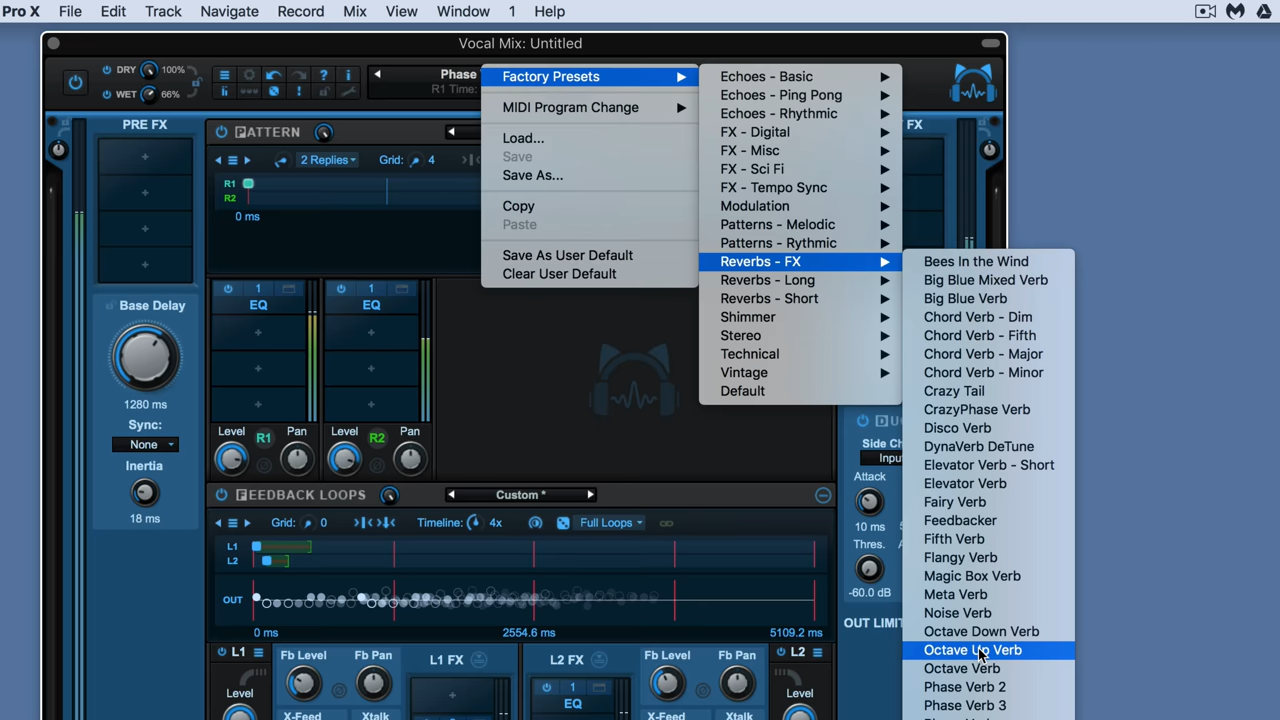 Pro X File Edit Track Navigate Record Mix View Window 1 Help
Vocal Mix: Untitled
DRY 100%
WET 66%
Phase
R1 Time:
Factory Presets
MIDI Program Change
Load...
Save
Save As...
Copy
Paste
Save As User Default
Clear User Default
Echoes - Basic
Echoes - Ping Pong
Echoes - Rhythmic
FX - Digital
FX - Misc
FX - Sci Fi
FX - Tempo Sync
Modulation
Patterns - Melodic
Patterns - Rythmic
Reverbs - FX
Reverbs - Long
Reverbs - Short
Shimmer
Stereo
Technical
Vintage
Default
Bees In the Wind
Big Blue Mixed Verb
Big Blue Verb
Chord Verb - Dim
Chord Verb - Fifth
Chord Verb - Major
Chord Verb - Minor
Crazy Tail
CrazyPhase Verb
Disco Verb
DynaVerb DeTune
Elevator Verb - Short
Elevator Verb
Fairy Verb
Feedbacker
Fifth Verb
Flangy Verb
Magic Box Verb
Meta Verb
Noise Verb
Octave Down Verb
Octave Up Verb
Octave Verb
Phase Verb 2
Phase Verb 3
PRE FX
FX
Base Delay
1280 ms
Sync:
None
Inertia
18 ms
PATTERN
2 Replies Grid: 4
R1
R2
0 ms
1 1
EQ EQ
Level R1 Pan Level R2 Pan
FEEDBACK LOOPS Custom *
Grid: 0 Timeline: 4x Full Loops
L1
L2
OUT
0 ms 2554.6 ms 5109.2 ms
L1 Fb Level Fb Pan L1 FX L2 FX Fb Level Fb Pan L2
Level 1 Level
EQ
X-Feed Xtalk X-Feed Xtalk
Side Ch
Inpu
Attack
10 ms
Thres.
-60.0 dB
OUT LIMIT